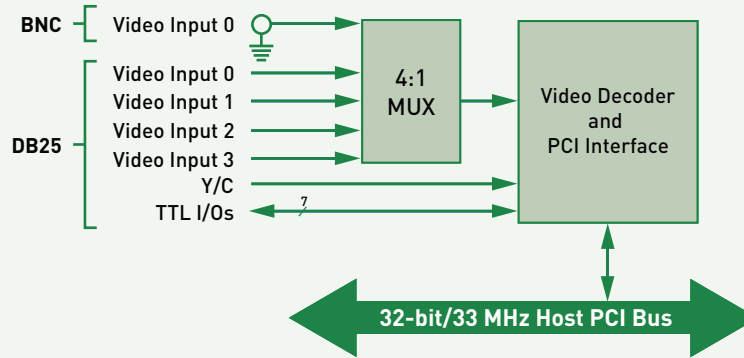 BNC
Video Input 0
DB25
Video Input 0
Video Input 1
Video Input 2
Video Input 3
Y/C
TTL I/Os
7
4:1
MUX
Video Decoder
and
PCI Interface
32-bit/33 MHz Host PCI Bus